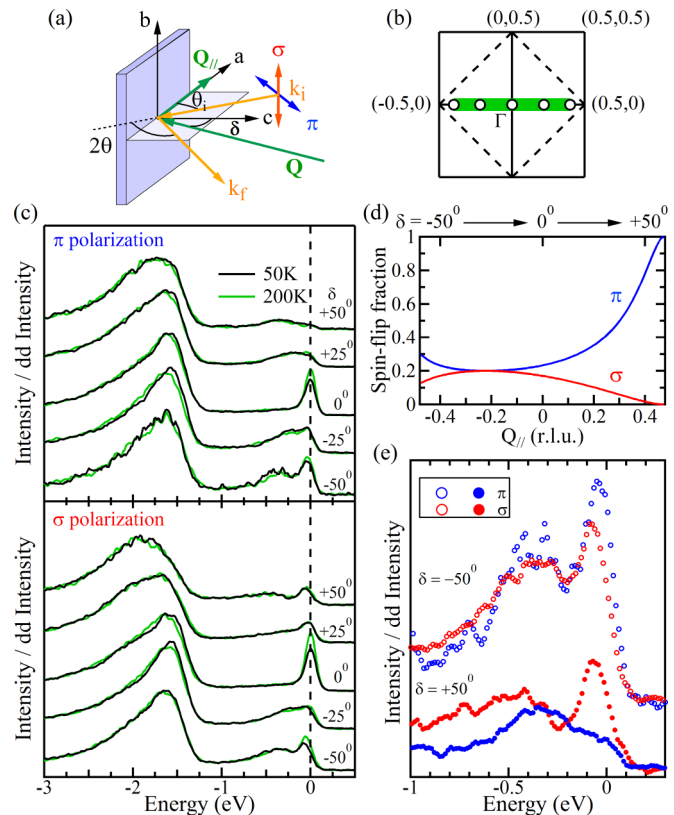 (a)
b
Q//
a
σ
θi
ki
π
c
δ
2θ
Q
kf
(b)
(0,0.5) (0.5,0.5)
(-0.5,0) (0.5,0)
Γ
(c)
π polarization
50K
200K
δ
+50⁰
+25⁰
0⁰
-25⁰
-50⁰
σ polarization
+50⁰
+25⁰
0⁰
-25⁰
-50⁰
Intensity / dd Intensity
Intensity / dd Intensity
-3 -2 -1 0
Energy (eV)
(d)
δ = -50⁰ 0⁰ +50⁰
1
0.8
0.6
0.4
0.2
0
Spin-flip fraction
π
σ
-0.4 -0.2 0 0.2 0.4
Q// (r.l.u.)
(e)
π
σ
δ = -50⁰
δ = +50⁰
Intensity / dd Intensity
-1 -0.5 0
Energy (eV)